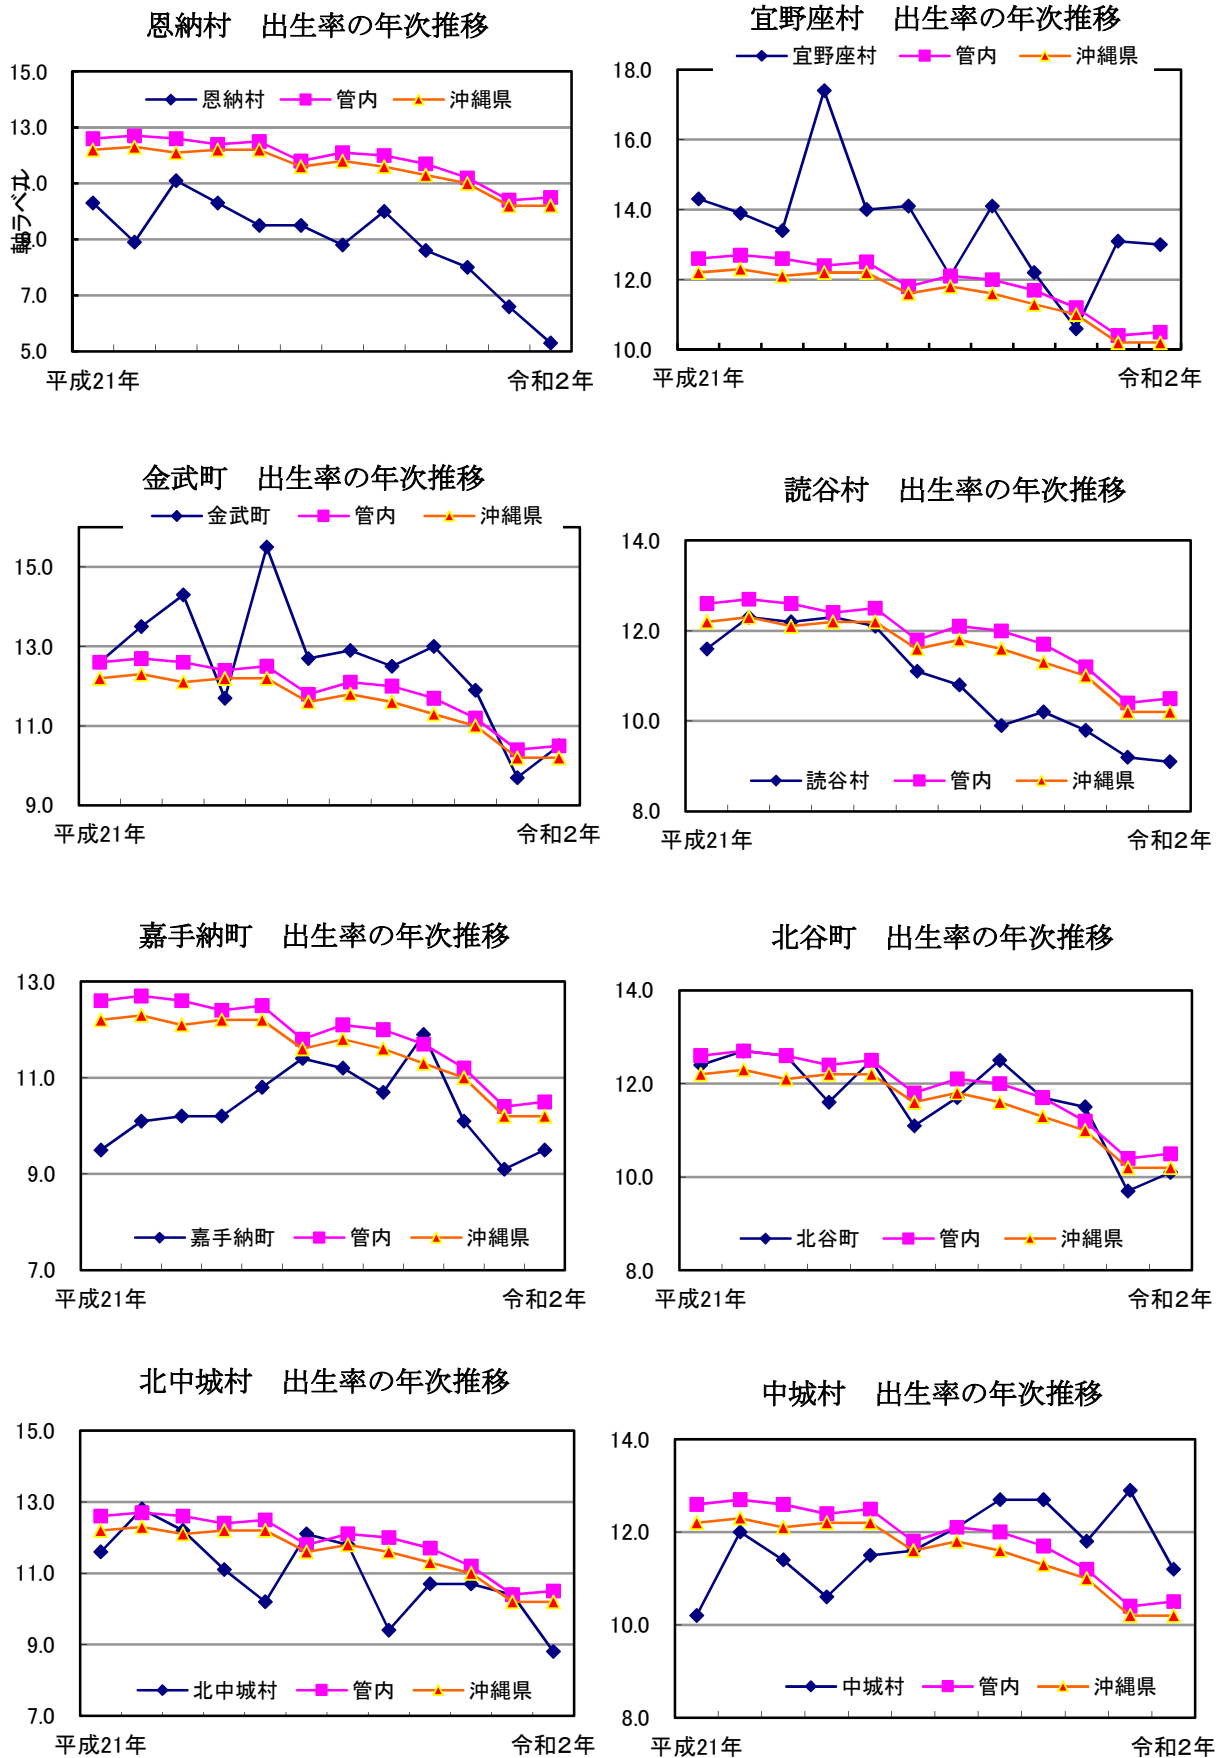 恩納村　出生率の年次推移
15.0
13.0
1.0
9.0
7.0
5.0
軸ラベル
恩納村
管内
沖縄県
平成21年
令和2年
宜野座村　出生率の年次推移
宜野座村
管内
沖縄県
18.0
16.0
14.0
12.0
10.0
平成21年
令和2年
金武町　出生率の年次推移
金武町
管内
沖縄県
15.0
13.0
11.0
9.0
平成21年
令和2年
読谷村　出生率の年次推移
14.0
12.0
10.0
8.0
読谷村
管内
沖縄県
平成21年
令和2年
嘉手納町　出生率の年次推移
13.0
11.0
9.0
7.0
嘉手納町
管内
沖縄県
平成21年
令和2年
北谷町　出生率の年次推移
14.0
12.0
10.0
8.0
北谷町
管内
沖縄県
平成21年
令和2年
北中城村　出生率の年次推移
15.0
13.0
11.0
9.0
7.0
北中城村
管内
沖縄県
平成21年
令和2年
中城村　出生率の年次推移
14.0
12.0
10.0
8.0
中城村
管内
沖縄県
平成21年
令和2年